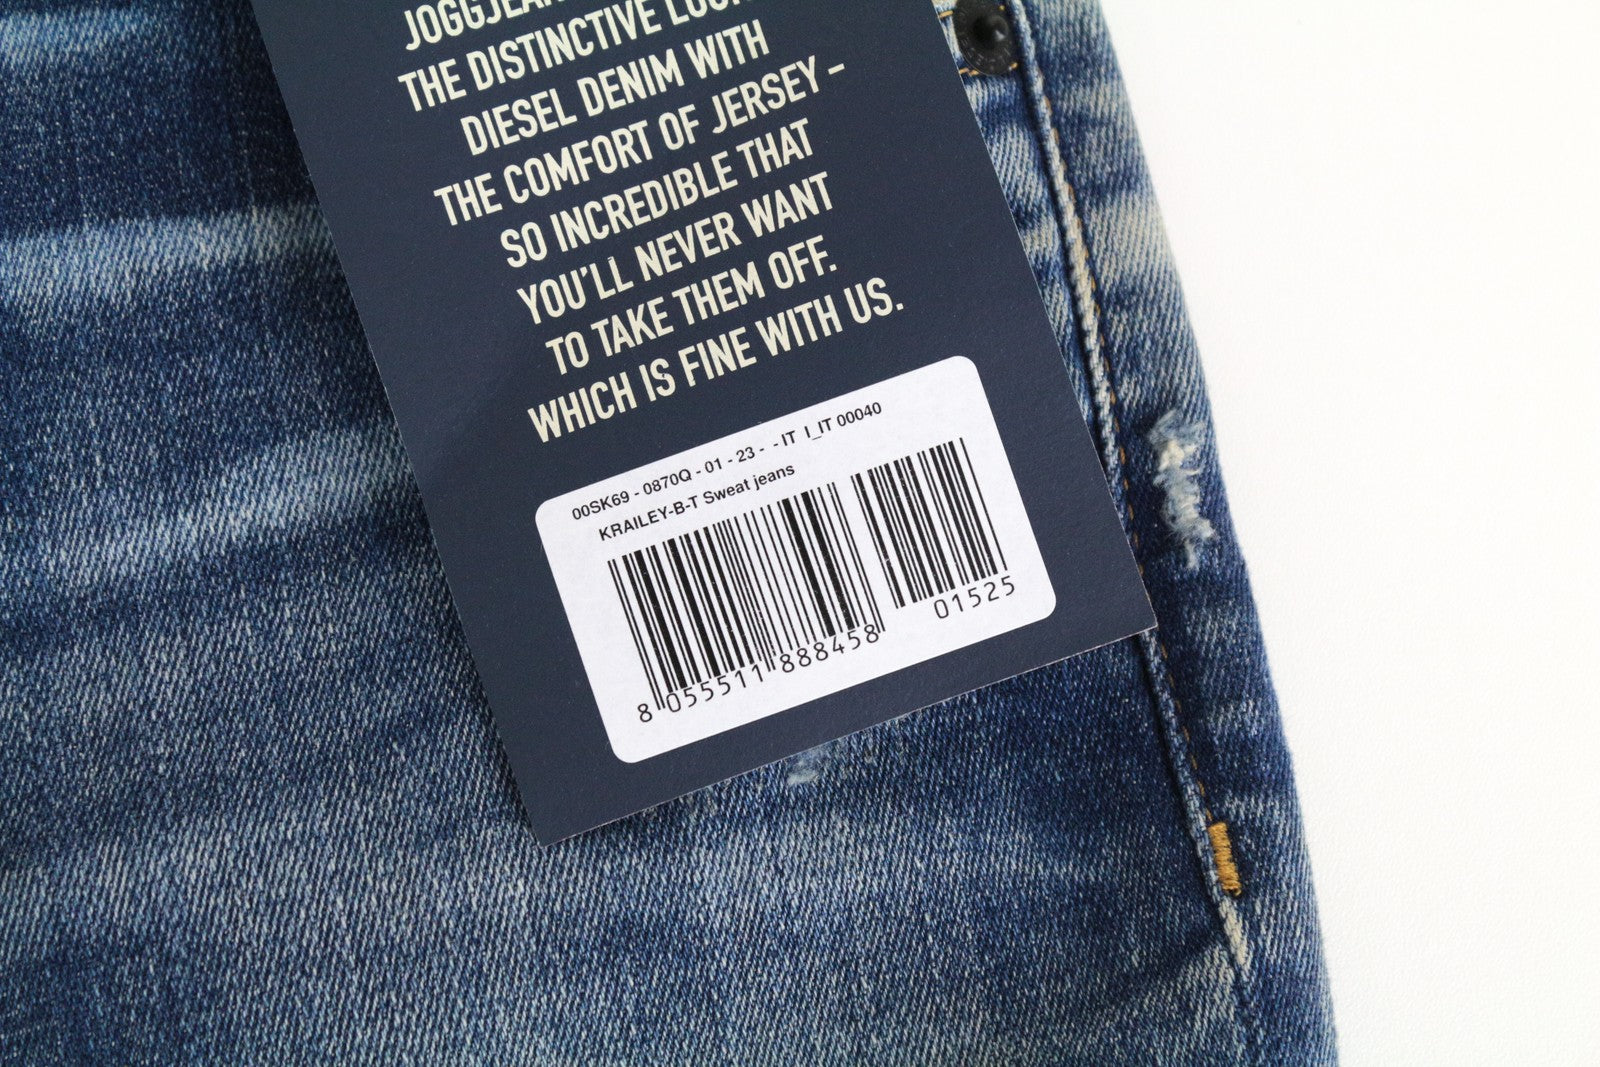 JOGGJEAN
THE DISTINCTIVE LOOK
DIESEL DENIM WITH
THE COMFORT OF JERSEY –
SO INCREDIBLE THAT
YOU'LL NEVER WANT
TO TAKE THEM OFF.
WHICH IS FINE WITH US.
00SK69 - 0870Q - 01 - 23 - - IT I_IT 00040
KRAILEY-B-T Sweat jeans
8 055511 888458
01525